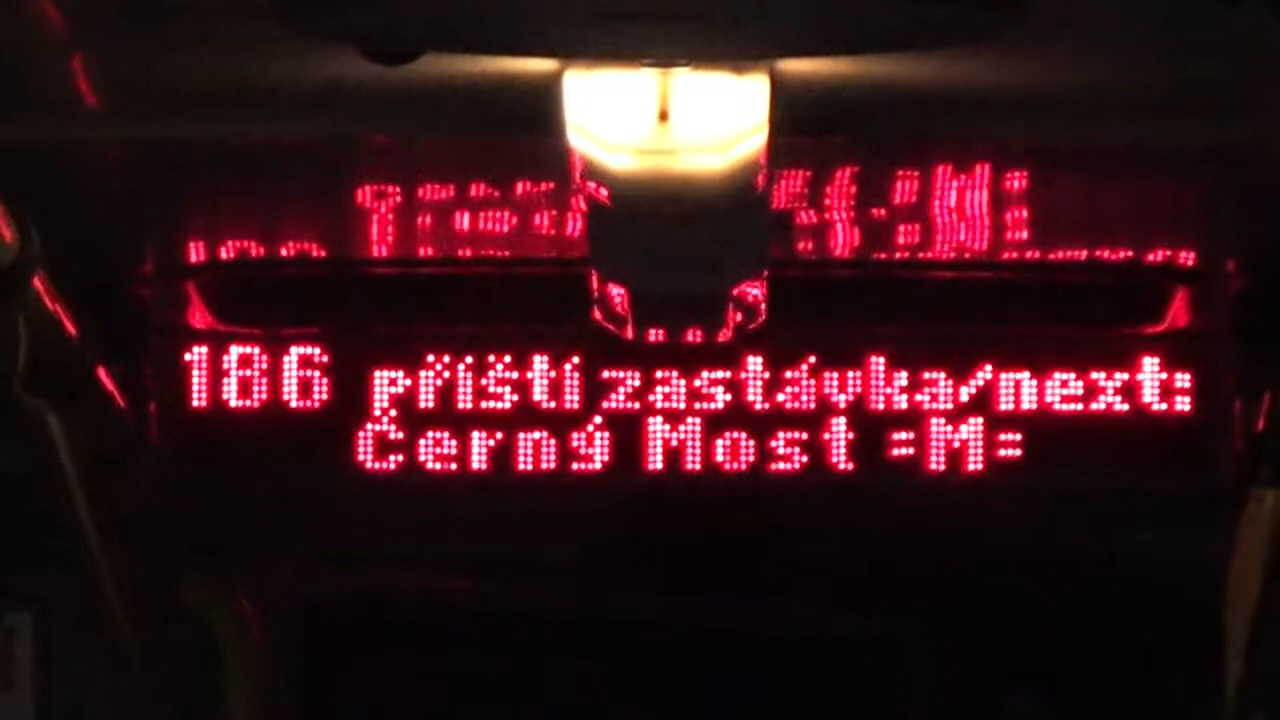 186 příští zastávka/next:
Černý Most =M=